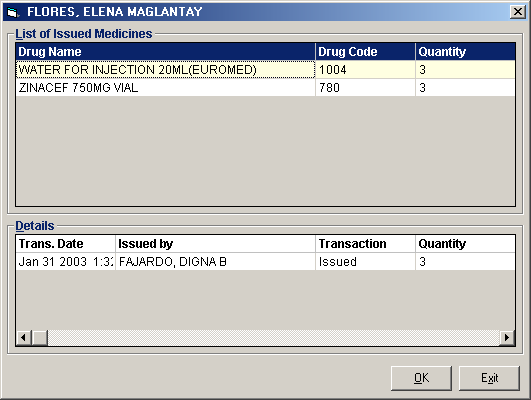 FLORES, ELENA MAGLANTAY
List of Issued Medicines
Drug Name Drug Code Quantity
WATER FOR INJECTION 20ML(EUROMED) 1004 3
ZINACEF 750MG VIAL 780 3
Details
Trans. Date Issued by Transaction Quantity
Jan 31 2003 1:32 FAJARDO, DIGNA B Issued 3
OK Exit